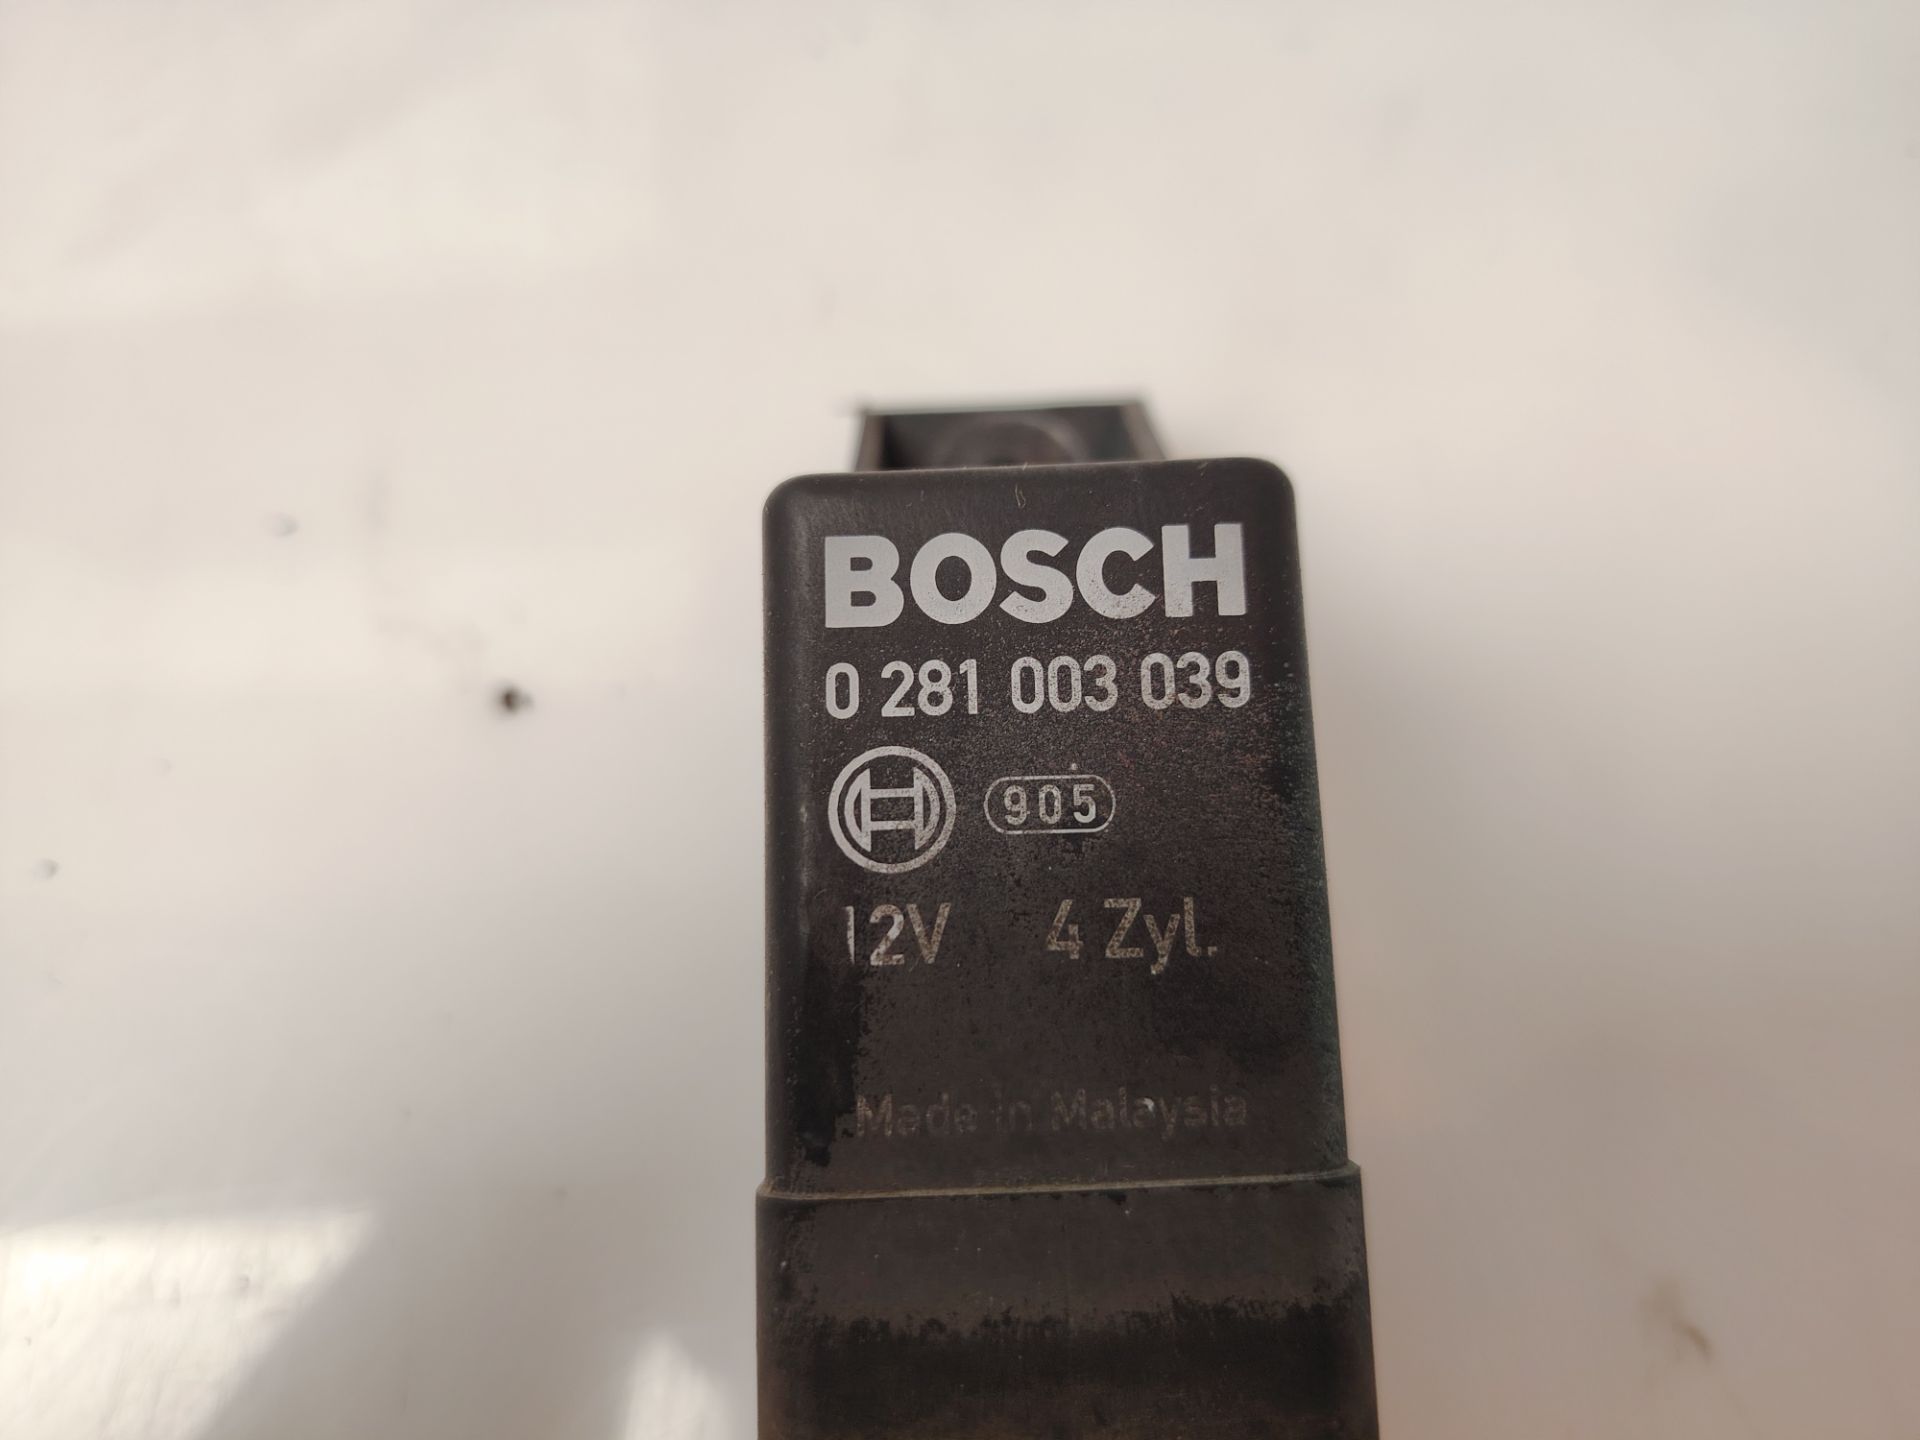 BOSCH
0 281 003 039
905
12V 4 Zyl.
Made in Malaysia